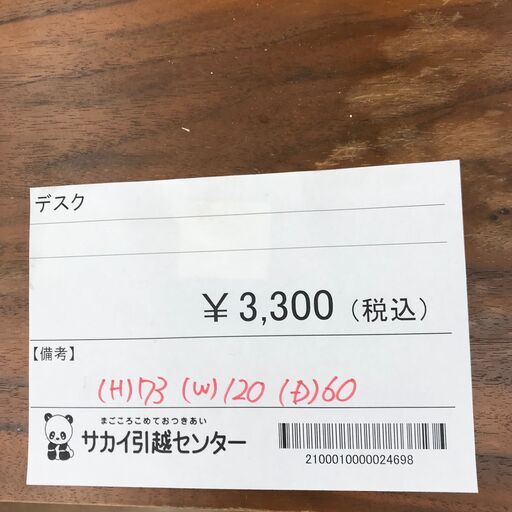 デスク
¥3,300（税込）
【備考】
(H)73 (W)120 (D)60
まごころこめておつきあい
サカイ引越センター
2100010000024698